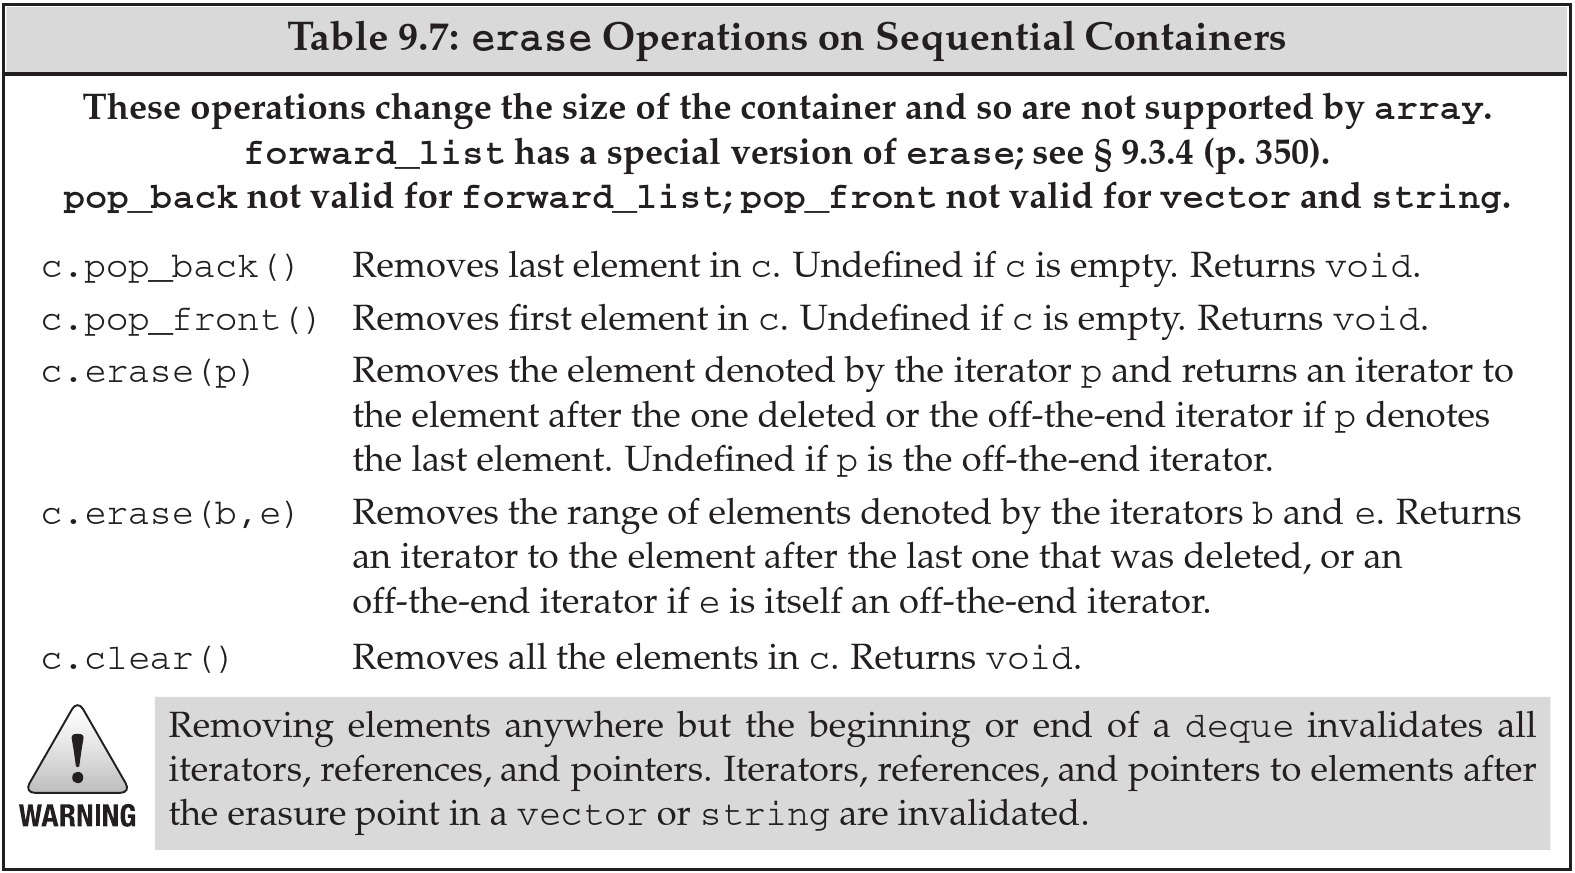 Table 9.7: erase Operations on Sequential Containers
These operations change the size of the container and so are not supported by array.
forward_list has a special version of erase; see § 9.3.4 (p. 350).
pop_back not valid for forward_list; pop_front not valid for vector and string.
c.pop_back() Removes last element in c. Undefined if c is empty. Returns void.
c.pop_front() Removes first element in c. Undefined if c is empty. Returns void.
c.erase(p) Removes the element denoted by the iterator p and returns an iterator to
the element after the one deleted or the off-the-end iterator if p denotes
the last element. Undefined if p is the off-the-end iterator.
c.erase(b,e) Removes the range of elements denoted by the iterators b and e. Returns
an iterator to the element after the last one that was deleted, or an
off-the-end iterator if e is itself an off-the-end iterator.
c.clear() Removes all the elements in c. Returns void.
Removing elements anywhere but the beginning or end of a deque invalidates all
iterators, references, and pointers. Iterators, references, and pointers to elements after
the erasure point in a vector or string are invalidated.
!
WARNING